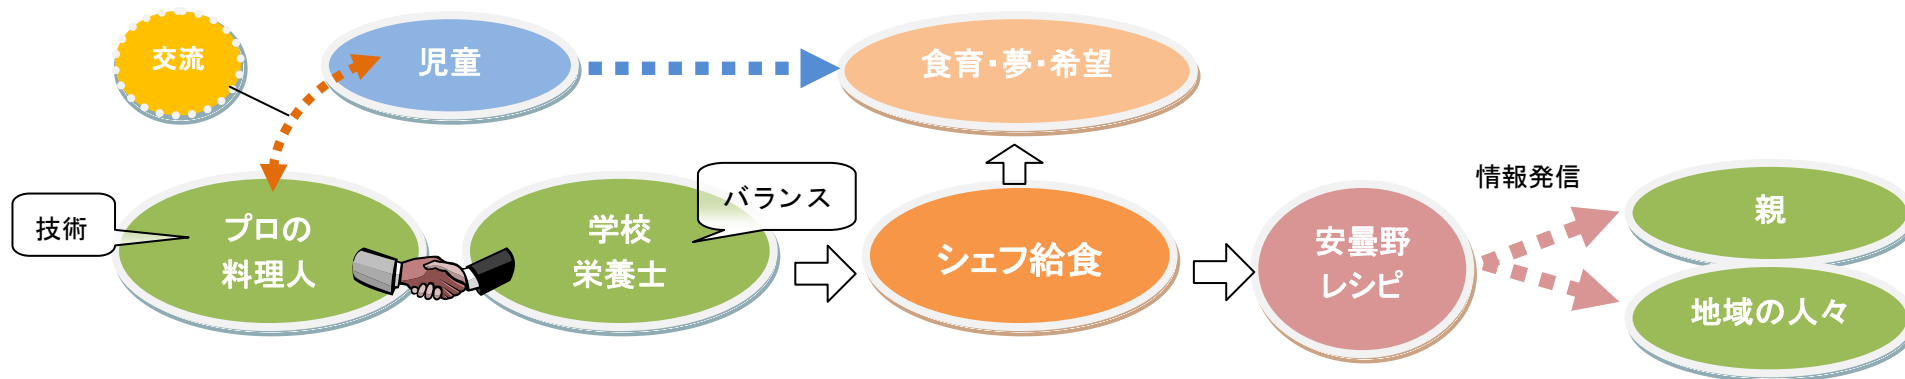 交流
児童
食育・夢・希望
技術
プロの
料理人
学校
栄養士
バランス
シェフ給食
安曇野
レシピ
情報発信
親
地域の人々